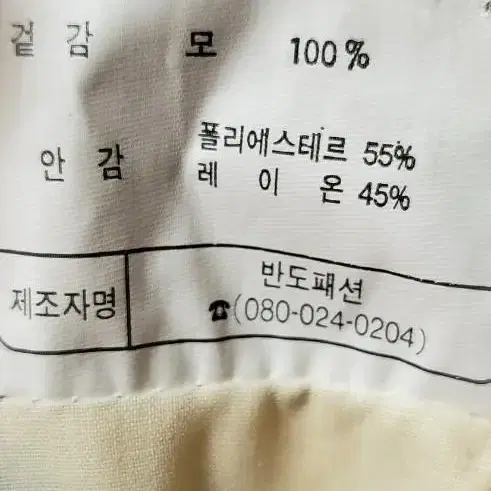 겉 감 모 100%
안 감 폴리에스테르 55%
레 이 온 45%
제조자명 반도패션
☎(080-024-0204)